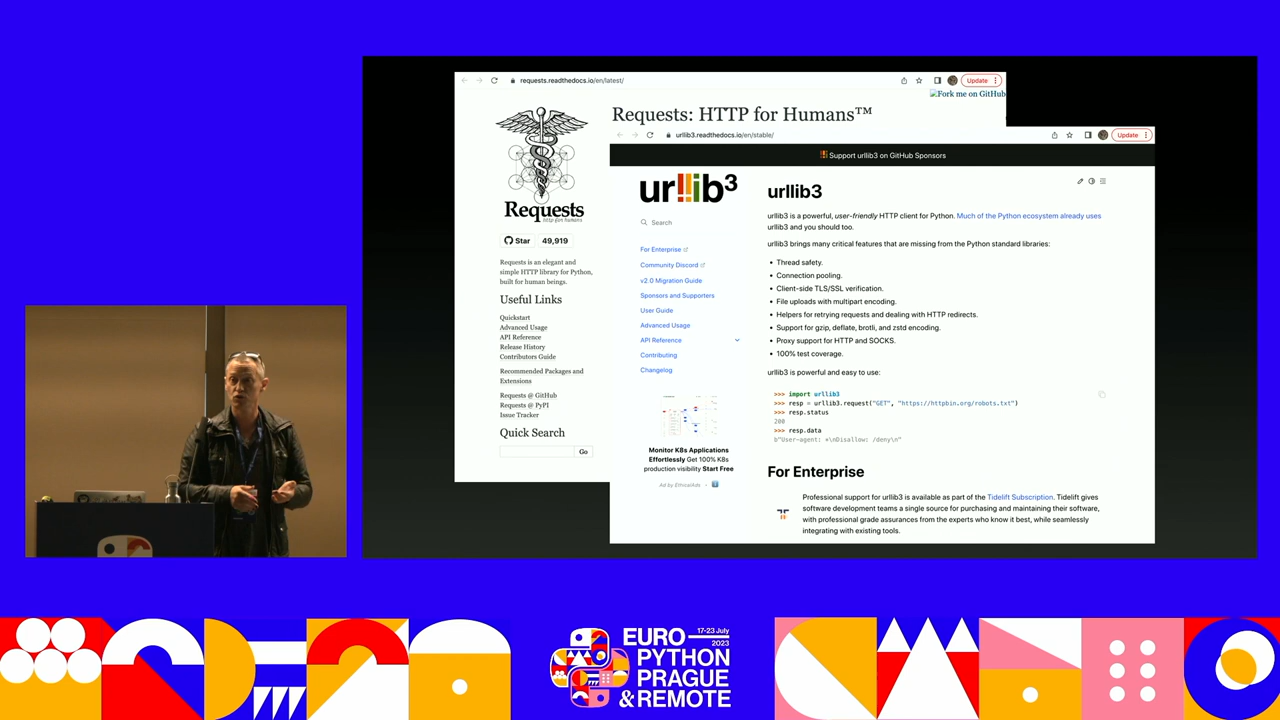 requests.readthedocs.io/en/latest/
Update
Fork me on GitHub
Requests: HTTP for Humans™
Requests
http for humans
Star 49,919
Requests is an elegant and
simple HTTP library for Python,
built for human beings.
Useful Links
Quickstart
Advanced Usage
API Reference
Release History
Contributors Guide
Recommended Packages and
Extensions
Requests @ GitHub
Requests @ PyPI
Issue Tracker
Quick Search
Go
urllib3.readthedocs.io/en/stable/
Update
Support urllib3 on GitHub Sponsors
urllib3
Search
For Enterprise
Community Discord
v2.0 Migration Guide
Sponsors and Supporters
User Guide
Advanced Usage
API Reference
Contributing
Changelog
Monitor K8s Applications
Effortlessly Get 100% K8s
production visibility Start Free
Ad by EthicalAds
urllib3
urllib3 is a powerful, user-friendly HTTP client for Python. Much of the Python ecosystem already uses
urllib3 and you should too.
urllib3 brings many critical features that are missing from the Python standard libraries:
• Thread safety.
• Connection pooling.
• Client-side TLS/SSL verification.
• File uploads with multipart encoding.
• Helpers for retrying requests and dealing with HTTP redirects.
• Support for gzip, deflate, brotli, and zstd encoding.
• Proxy support for HTTP and SOCKS.
• 100% test coverage.
urllib3 is powerful and easy to use:
>>> import urllib3
>>> resp = urllib3.request("GET", "https://httpbin.org/robots.txt")
>>> resp.status
200
>>> resp.data
b"User-agent: *\nDisallow: /deny\n"
For Enterprise
Professional support for urllib3 is available as part of the Tidelift Subscription. Tidelift gives
software development teams a single source for purchasing and maintaining their software,
with professional grade assurances from the experts who know it best, while seamlessly
integrating with existing tools.
EURO 17-23 July
2023
PYTHON
PRAGUE
& REMOTE